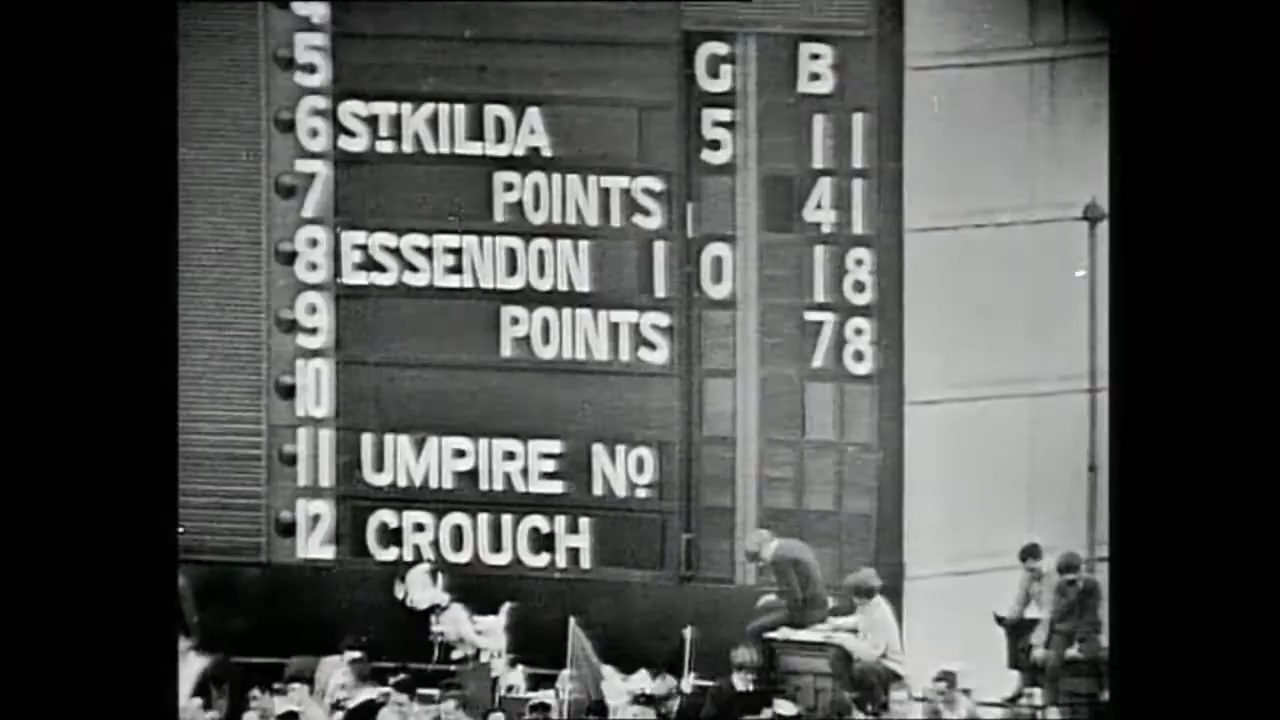 4
5 G B
6 ST KILDA 5 11
7 POINTS 41
8 ESSENDON 10 18
9 POINTS 78
10
11 UMPIRE No
12 CROUCH